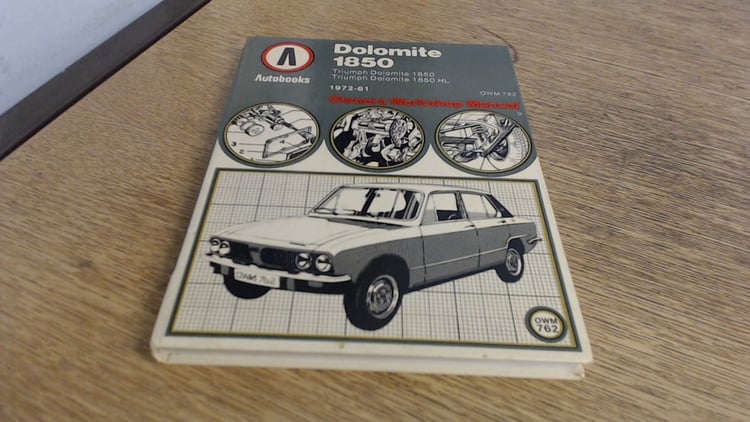 Autobooks
Dolomite
1850
Triumph Dolomite 1850
Triumph Dolomite 1850 HL
1972-81
OWM 762
Owners Workshop Manual
OWM 762
OWM
762